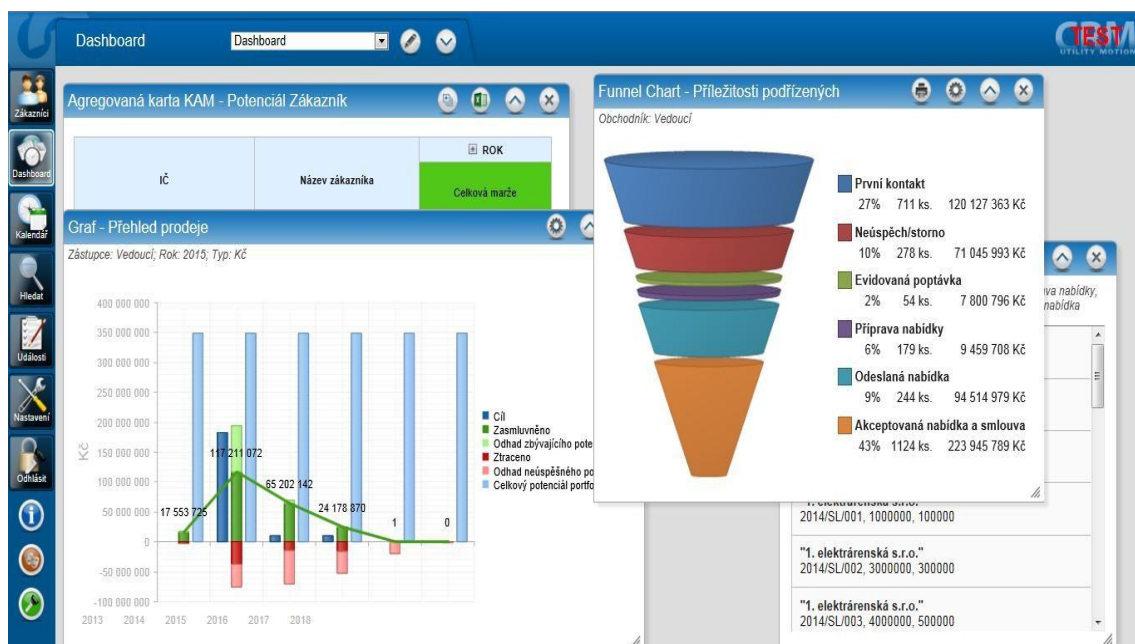 Dashboard
Dashboard
TEST
UTILITY MOTION
Zákazníci
Dashboard
Kalendář
Hledat
Události
Nastavení
Odhlásit
Agregovaná karta KAM - Potenciál Zákazník
IČ
Název zákazníka
ROK
Celková marže
Graf - Přehled prodeje
Zástupce: Vedoucí; Rok: 2015; Typ: Kč
400 000 000
350 000 000
300 000 000
250 000 000
200 000 000
150 000 000
100 000 000
50 000 000
0
-50 000 000
-100 000 000
Kč
17 553 725
117 211 072
65 202 142
24 178 870
1
0
2013 2014 2015 2016 2017 2018
Cíl
Zasmluvněno
Odhad zbývajícího pote
Ztraceno
Odhad neúspěšného po
Celkový potenciál portfo
Funnel Chart - Příležitosti podřízených
Obchodník: Vedoucí
První kontakt
27% 711 ks. 120 127 363 Kč
Neúspěch/storno
10% 278 ks. 71 045 993 Kč
Evidovaná poptávka
2% 54 ks. 7 800 796 Kč
Příprava nabídky
6% 179 ks. 9 459 708 Kč
Odeslaná nabídka
9% 244 ks. 94 514 979 Kč
Akceptovaná nabídka a smlouva
43% 1124 ks. 223 945 789 Kč
va nabídky,
nabídka
"1. elektrárenská s.r.o."
2014/SL/001, 1000000, 100000
"1. elektrárenská s.r.o."
2014/SL/002, 3000000, 300000
"1. elektrárenská s.r.o."
2014/SL/003, 4000000, 500000